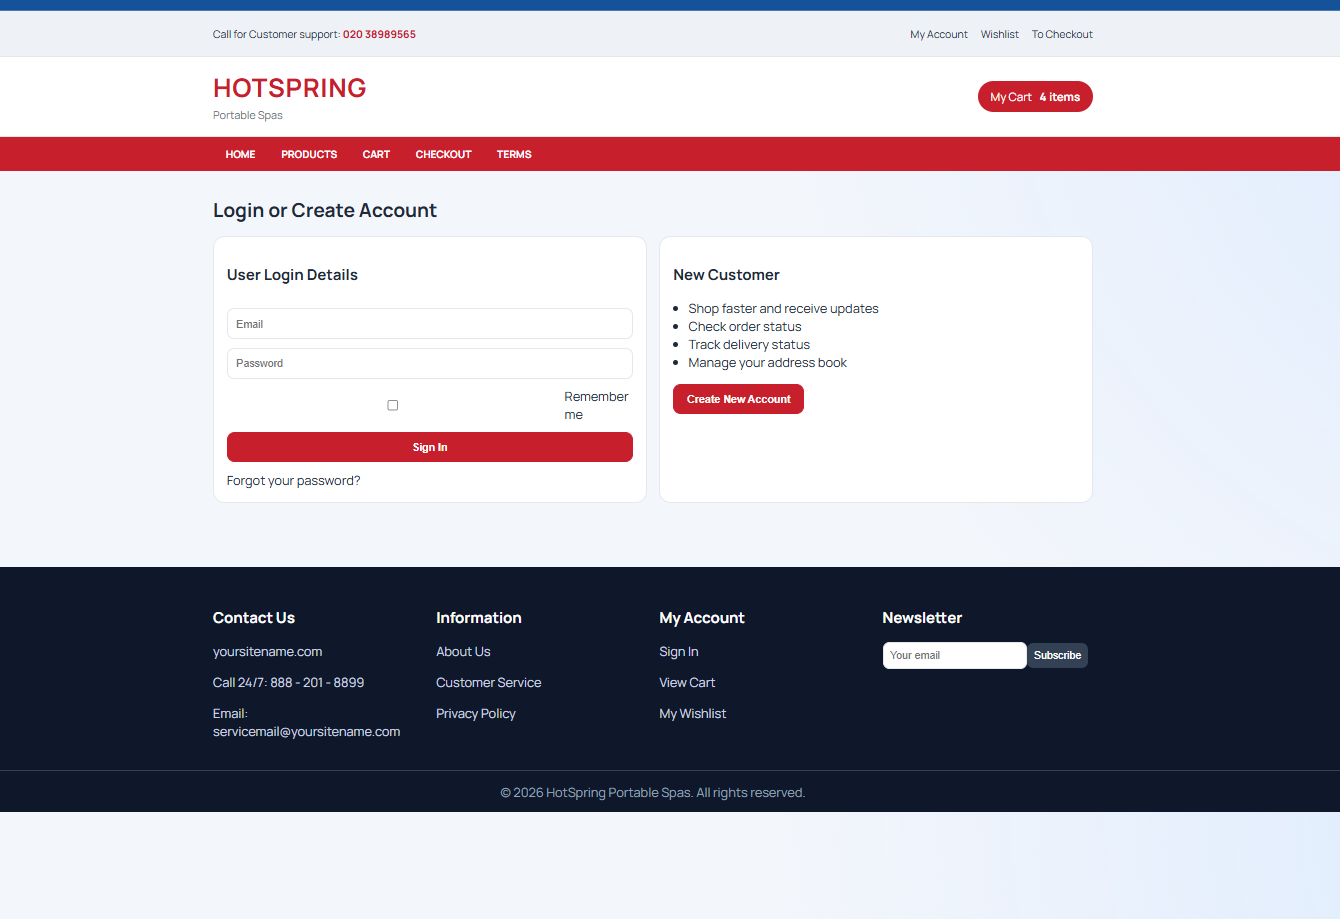 Call for Customer support: 020 38989565
My Account Wishlist To Checkout
HOTSPRING
Portable Spas
My Cart 4 items
HOME PRODUCTS CART CHECKOUT TERMS
Login or Create Account
User Login Details
Email
Password
Remember
me
Sign In
Forgot your password?
New Customer
Shop faster and receive updates
Check order status
Track delivery status
Manage your address book
Create New Account
Contact Us
yoursitename.com
Call 24/7: 888 - 201 - 8899
Email:
servicemail@yoursitename.com
Information
About Us
Customer Service
Privacy Policy
My Account
Sign In
View Cart
My Wishlist
Newsletter
Your email
Subscribe
© 2026 HotSpring Portable Spas. All rights reserved.